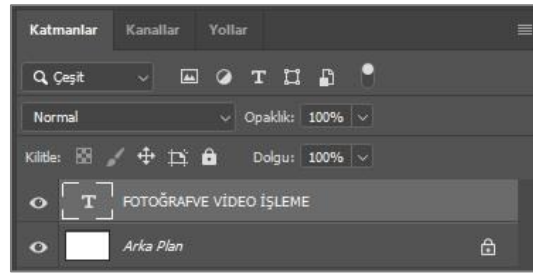 Katmanlar Kanallar Yollar
Çeşit T
Normal Opaklık: 100%
Kilitle: Dolgu: 100%
T FOTOĞRAFVE VİDEO İŞLEME
Arka Plan